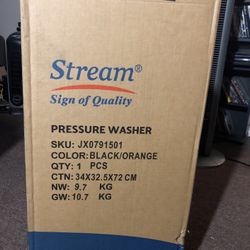 Stream®
Sign of Quality
PRESSURE WASHER
SKU: JX0791501
COLOR:BLACK/ORANGE
QTY: 1 PCS
CTN: 34X32.5X72 CM
NW: 9.7 KG
GW: 10.7 KG